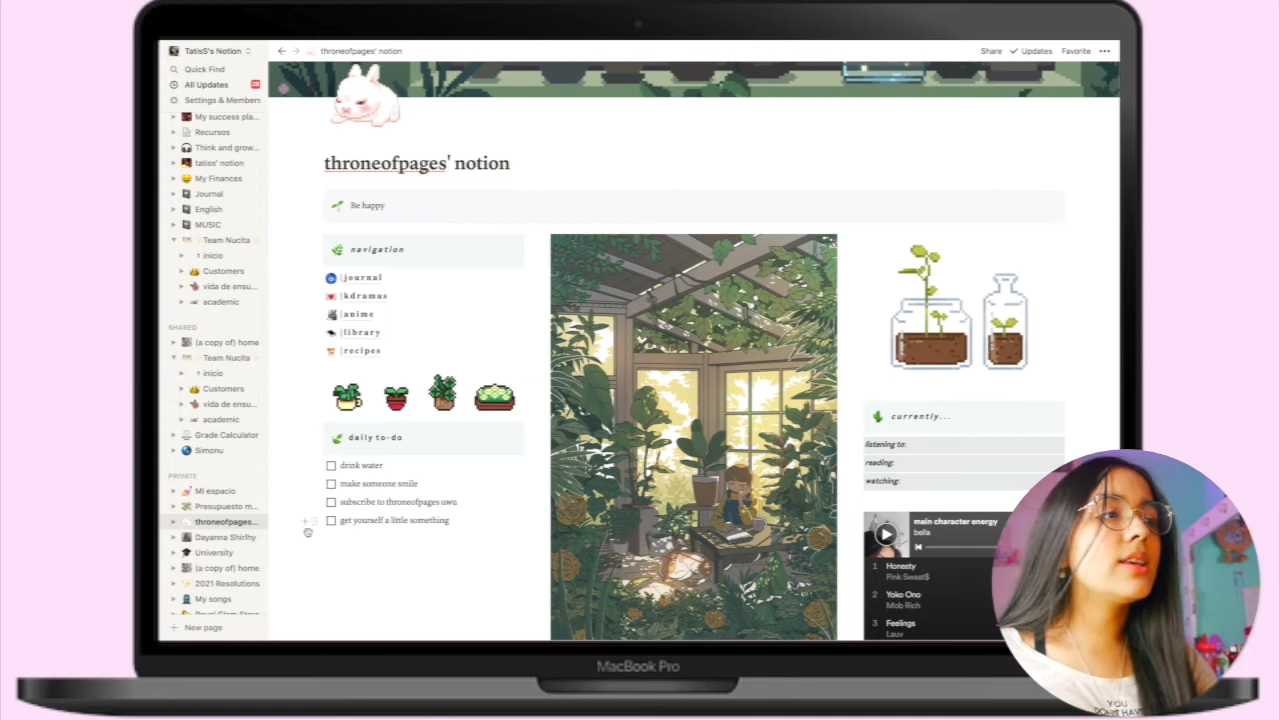 TatisS's Notion
Quick Find
All Updates
28
Settings & Members
My success pla...
Recursos
Think and grow...
tatiss' notion
My Finances
Journal
English
MUSIC
Team Nucita
inicio
Customers
vida de ensu...
academic
SHARED
(a copy of) home
Team Nucita
inicio
Customers
vida de ensu...
academic
Grade Calculator
Simonu
PRIVATE
Mi espacio
Presupuesto m...
throneofpages...
Dayanna Shirlhy
University
(a copy of) home
2021 Resolutions
My songs
New page
throneofpages' notion
Share
Updates
Favorite
throneofpages' notion
Be happy
navigation
|journal
|kdramas
|anime
|library
|recipes
daily to-do
drink water
make someone smile
subscribe to throneofpages uwu
get yourself a little something
currently...
listening to:
reading:
watching:
main character energy
bella
1 Honesty
Pink Sweat$
2 Yoko Ono
Mob Rich
3 Feelings
Lauv
MacBook Pro
YOU
DON'T HAV